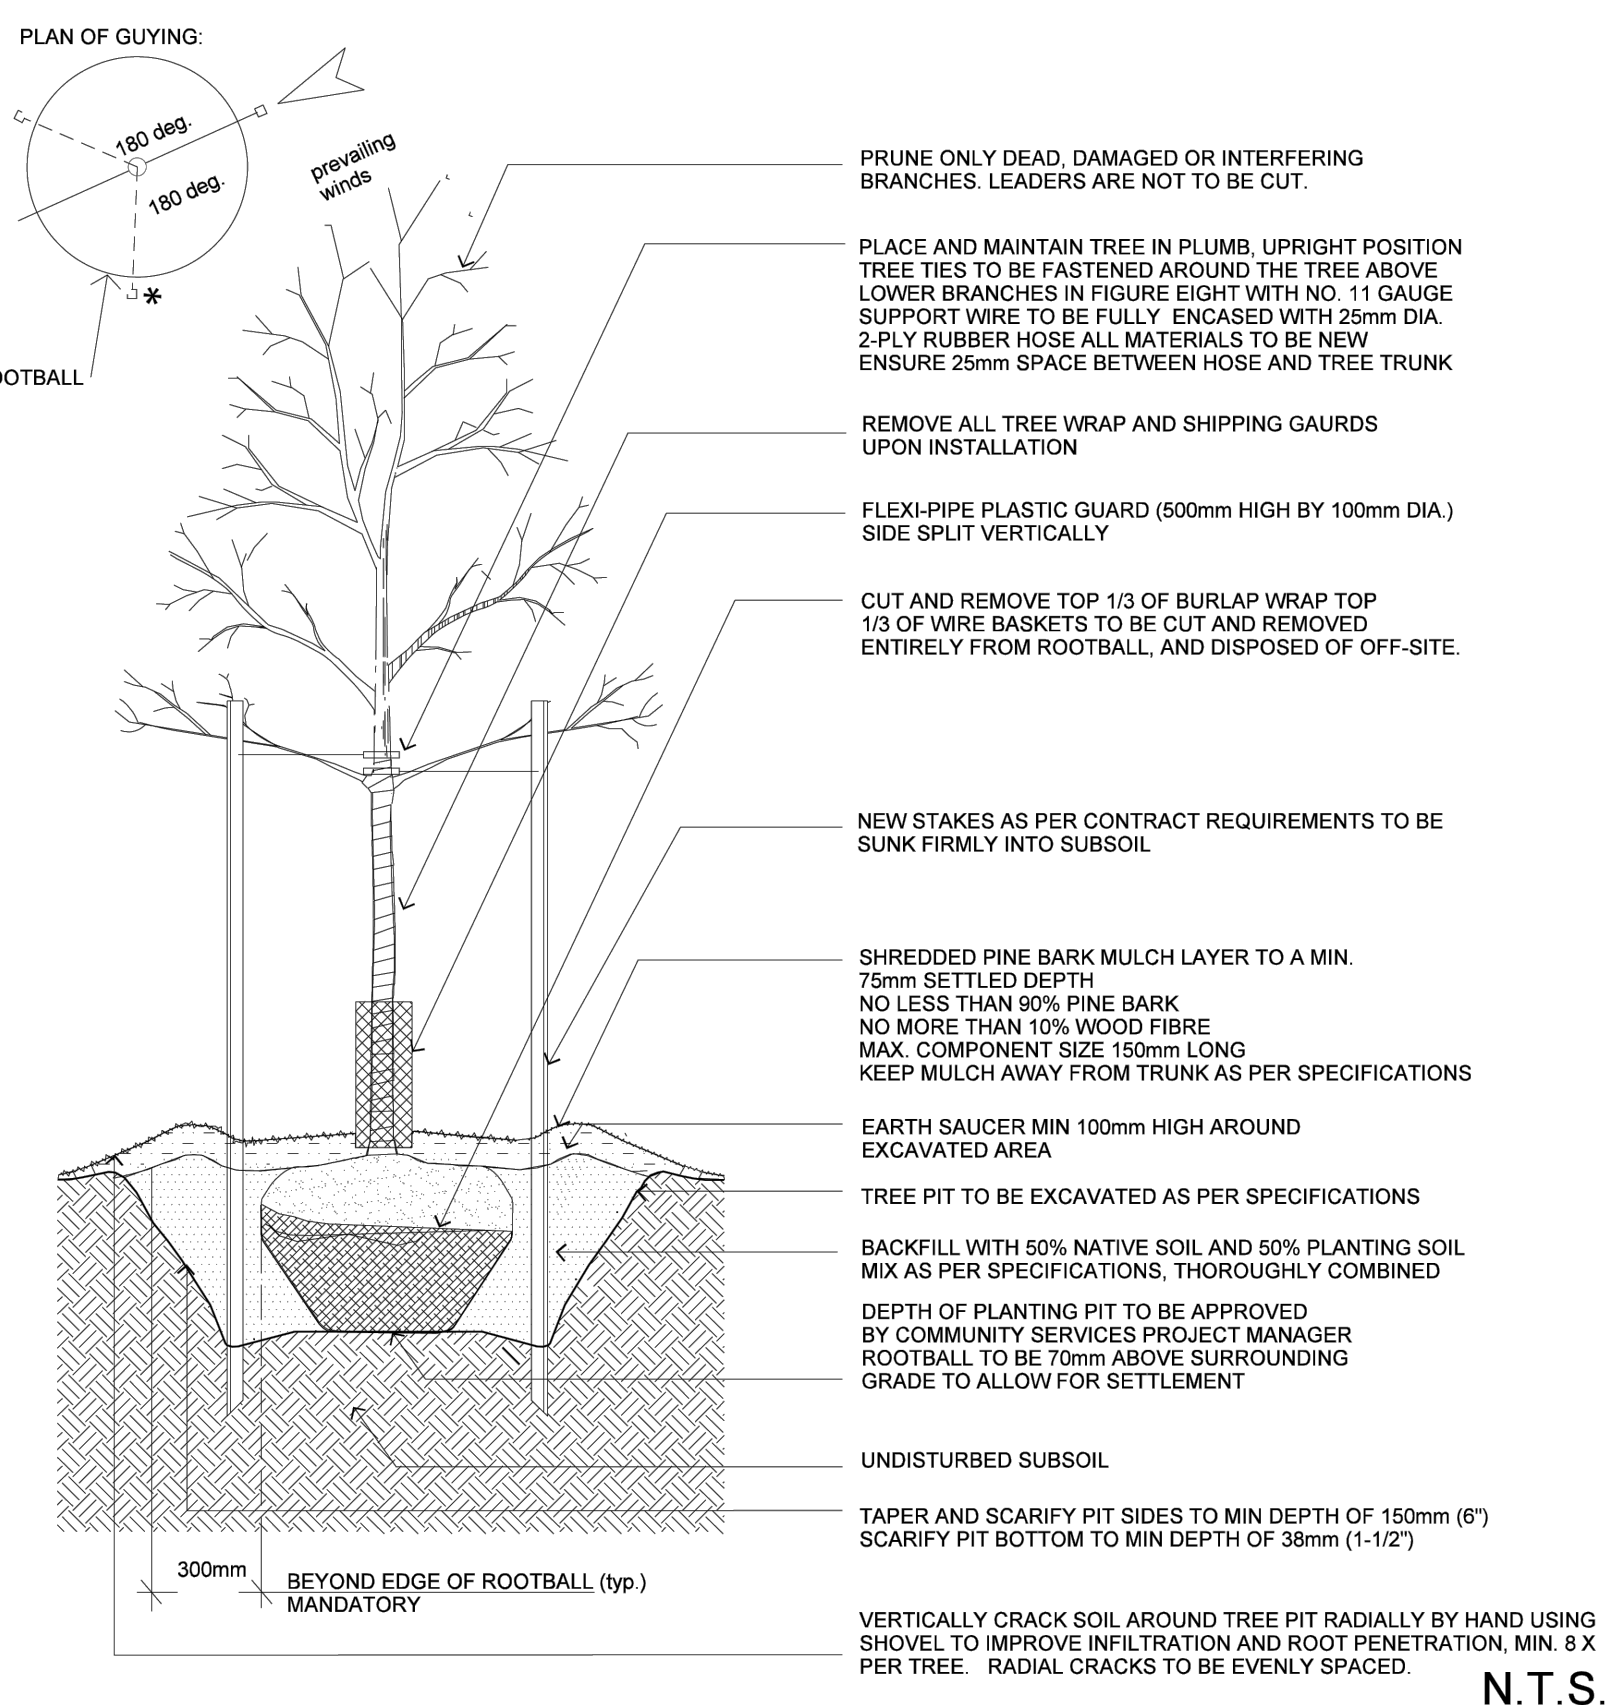 PLAN OF GUYING:
180 deg.
180 deg.
prevailing
winds
*
OOTBALL
PRUNE ONLY DEAD, DAMAGED OR INTERFERING
BRANCHES. LEADERS ARE NOT TO BE CUT.
PLACE AND MAINTAIN TREE IN PLUMB, UPRIGHT POSITION
TREE TIES TO BE FASTENED AROUND THE TREE ABOVE
LOWER BRANCHES IN FIGURE EIGHT WITH NO. 11 GAUGE
SUPPORT WIRE TO BE FULLY ENCASED WITH 25mm DIA.
2-PLY RUBBER HOSE ALL MATERIALS TO BE NEW
ENSURE 25mm SPACE BETWEEN HOSE AND TREE TRUNK
REMOVE ALL TREE WRAP AND SHIPPING GAURDS
UPON INSTALLATION
FLEXI-PIPE PLASTIC GUARD (500mm HIGH BY 100mm DIA.)
SIDE SPLIT VERTICALLY
CUT AND REMOVE TOP 1/3 OF BURLAP WRAP TOP
1/3 OF WIRE BASKETS TO BE CUT AND REMOVED
ENTIRELY FROM ROOTBALL, AND DISPOSED OF OFF-SITE.
NEW STAKES AS PER CONTRACT REQUIREMENTS TO BE
SUNK FIRMLY INTO SUBSOIL
SHREDDED PINE BARK MULCH LAYER TO A MIN.
75mm SETTLED DEPTH
NO LESS THAN 90% PINE BARK
NO MORE THAN 10% WOOD FIBRE
MAX. COMPONENT SIZE 150mm LONG
KEEP MULCH AWAY FROM TRUNK AS PER SPECIFICATIONS
EARTH SAUCER MIN 100mm HIGH AROUND
EXCAVATED AREA
TREE PIT TO BE EXCAVATED AS PER SPECIFICATIONS
BACKFILL WITH 50% NATIVE SOIL AND 50% PLANTING SOIL
MIX AS PER SPECIFICATIONS, THOROUGHLY COMBINED
DEPTH OF PLANTING PIT TO BE APPROVED
BY COMMUNITY SERVICES PROJECT MANAGER
ROOTBALL TO BE 70mm ABOVE SURROUNDING
GRADE TO ALLOW FOR SETTLEMENT
UNDISTURBED SUBSOIL
TAPER AND SCARIFY PIT SIDES TO MIN DEPTH OF 150mm (6")
SCARIFY PIT BOTTOM TO MIN DEPTH OF 38mm (1-1/2")
300mm
BEYOND EDGE OF ROOTBALL (typ.)
MANDATORY
VERTICALLY CRACK SOIL AROUND TREE PIT RADIALLY BY HAND USING
SHOVEL TO IMPROVE INFILTRATION AND ROOT PENETRATION, MIN. 8 X
PER TREE. RADIAL CRACKS TO BE EVENLY SPACED.
N.T.S.